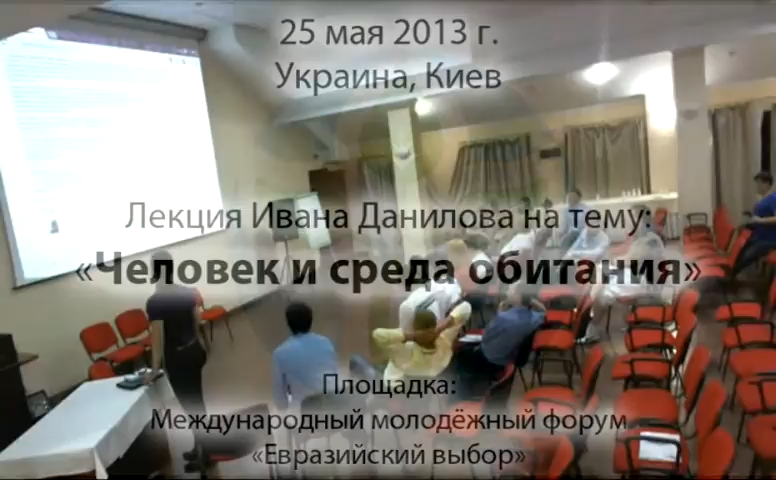 25 мая 2013 г.
Украина, Киев
Лекция Ивана Данилова на тему:
«Человек и среда обитания»
Площадка:
Международный молодёжный форум
«Евразийский выбор»